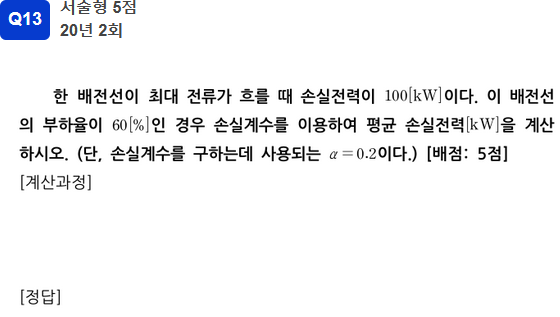 Q13
서술형 5점
20년 2회
한 배전선이 최대 전류가 흐를 때 손실전력이 100[kW]이다. 이 배전선
의 부하율이 60[%]인 경우 손실계수를 이용하여 평균 손실전력[kW]을 계산
하시오. (단, 손실계수를 구하는데 사용되는 α=0.2이다.) [배점: 5점]
[계산과정]
[정답]